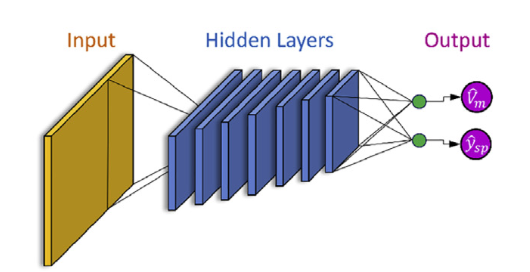 Input Hidden Layers Output
V̂ₘ
ŷₛₚ